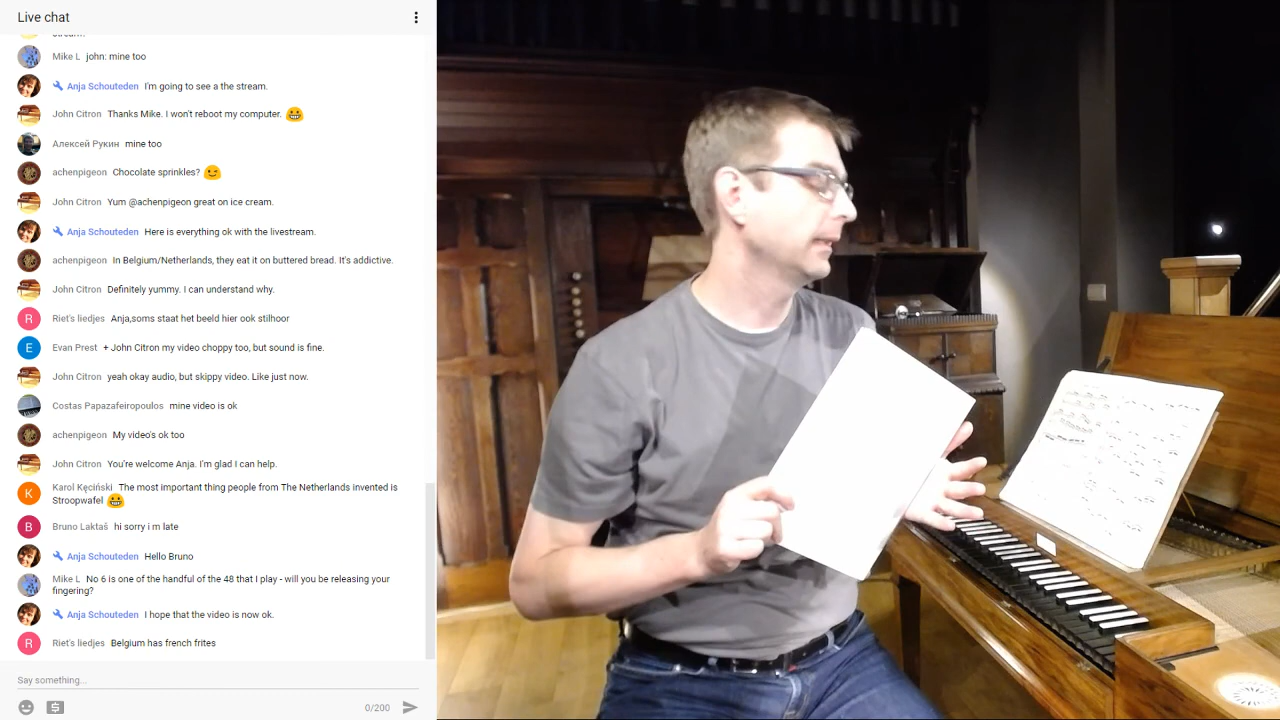 Live chat
Mike L john: mine too
Anja Schouteden I'm going to see a the stream.
John Citron Thanks Mike. I won't reboot my computer. 😀
Алексей Рукин mine too
achenpigeon Chocolate sprinkles? 😉
John Citron Yum @achenpigeon great on ice cream.
Anja Schouteden Here is everything ok with the livestream.
achenpigeon In Belgium/Netherlands, they eat it on buttered bread. It's addictive.
John Citron Definitely yummy. I can understand why.
R Riet's liedjes Anja,soms staat het beeld hier ook stilhoor
E Evan Prest + John Citron my video choppy too, but sound is fine.
John Citron yeah okay audio, but skippy video. Like just now.
Costas Papazafeiropoulos mine video is ok
achenpigeon My video's ok too
John Citron You're welcome Anja. I'm glad I can help.
K Karol Kęciński The most important thing people from The Netherlands invented is
Stroopwafel 😀
B Bruno Laktaš hi sorry i m late
Anja Schouteden Hello Bruno
Mike L No 6 is one of the handful of the 48 that I play - will you be releasing your
fingering?
Anja Schouteden I hope that the video is now ok.
R Riet's liedjes Belgium has french frites
Say something...
0/200